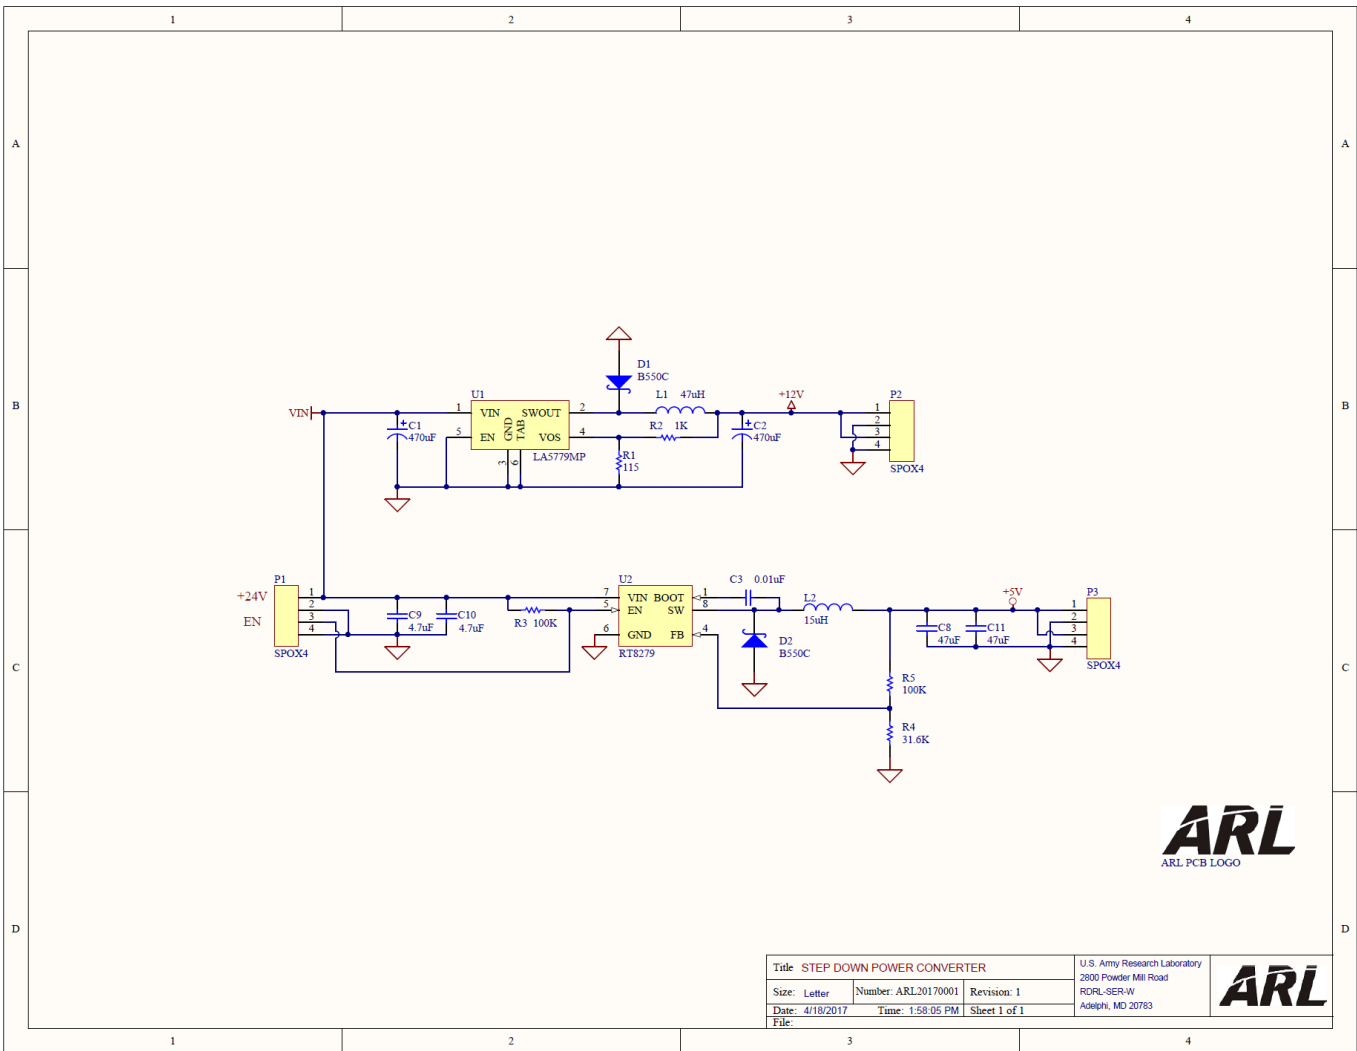 1 2 3 4
A A
D1
B550C
U1
L1 47uH
+12V
P2
B B
VIN
1 VIN SWOUT 2
1
C1
470uF
R2 1K
C2
470uF
2
5 EN GND TAB VOS 4
3
4
3 6
LA5779MP
R1
115
SPOX4
P1
U2
C3 0.01uF
+24V
1
7 VIN BOOT 1
L2
+5V
P3
2
5 EN SW 8
1
EN
3
C9
4.7uF
C10
4.7uF
R3 100K
15uH
C8
47uF
C11
47uF
2
4
6 GND FB 4
3
D2
B550C
4
SPOX4
RT8279
SPOX4
C C
R5
100K
R4
31.6K
ARL
ARL PCB LOGO
D D
Title STEP DOWN POWER CONVERTER
Size: Letter Number: ARL20170001 Revision: 1
Date: 4/18/2017 Time: 1:58:05 PM Sheet 1 of 1
File:
U.S. Army Research Laboratory
2800 Powder Mill Road
RDRL-SER-W
Adelphi, MD 20783
ARL
1 2 3 4